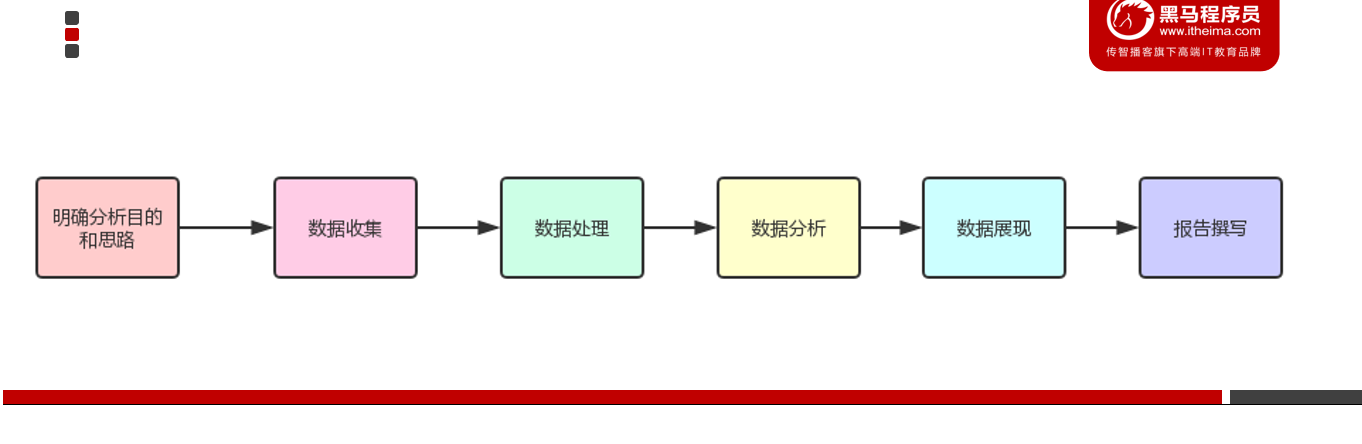 黑马程序员
www.itheima.com
传智播客旗下高端IT教育品牌
明确分析目的
和思路
数据收集
数据处理
数据分析
数据展现
报告撰写